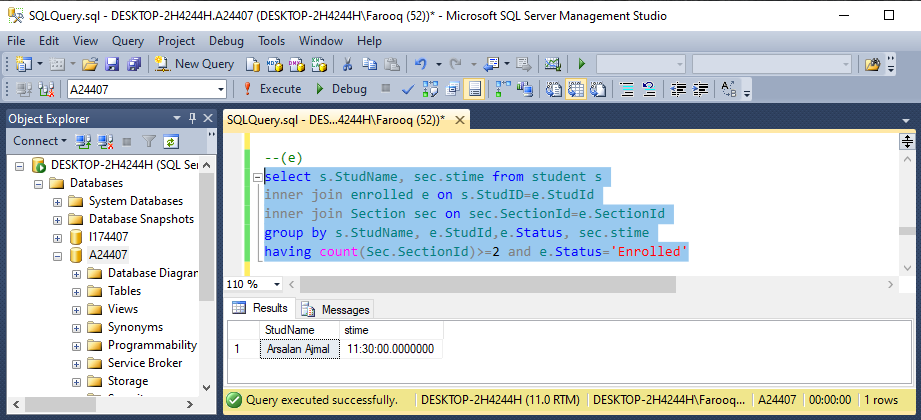 SQLQuery.sql - DESKTOP-2H4244H.A24407 (DESKTOP-2H4244H\Farooq (52))* - Microsoft SQL Server Management Studio
File Edit View Query Project Debug Tools Window Help
New Query
A24407 Execute Debug
Object Explorer
Connect
DESKTOP-2H4244H (SQL Ser
Databases
System Databases
Database Snapshots
I174407
A24407
Database Diagran
Tables
Views
Synonyms
Programmability
Service Broker
Storage
SQLQuery.sql - DES...4244H\Farooq (52))*
--(e)
select s.StudName, sec.stime from student s
inner join enrolled e on s.StudID=e.StudId
inner join Section sec on sec.SectionId=e.SectionId
group by s.StudName, e.StudId,e.Status, sec.stime
having count(Sec.SectionId)>=2 and e.Status='Enrolled'
110 %
Results Messages
StudName stime
1 Arsalan Ajmal 11:30:00.0000000
Query executed successfully. DESKTOP-2H4244H (11.0 RTM) DESKTOP-2H4244H\Farooq... A24407 00:00:00 1 rows